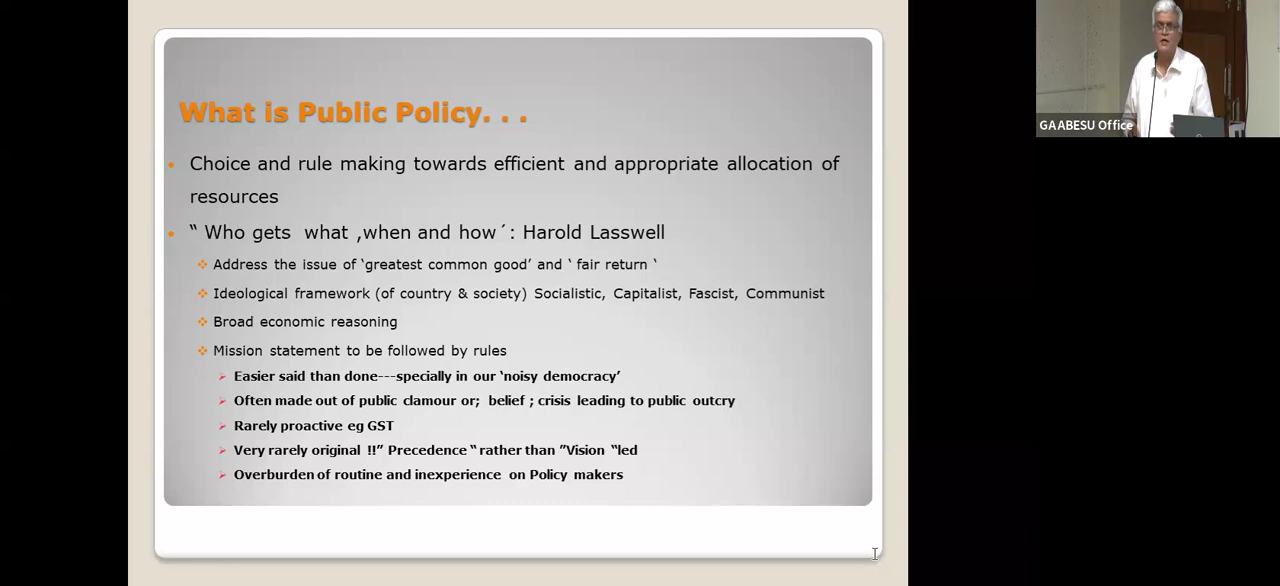 What is Public Policy. . .
• Choice and rule making towards efficient and appropriate allocation of
resources
• “ Who gets  what ,when and how´: Harold Lasswell
❖ Address the issue of ‘greatest common good’ and ‘ fair return ‘
❖ Ideological framework (of country & society) Socialistic, Capitalist, Fascist, Communist
❖ Broad economic reasoning
❖ Mission statement to be followed by rules
➢ Easier said than done---specially in our ‘noisy democracy’
➢ Often made out of public clamour or;  belief ; crisis leading to public outcry
➢ Rarely proactive eg GST
➢ Very rarely original !!” Precedence “ rather than ”Vision “led
➢ Overburden of routine and inexperience  on Policy makers
GAABESU Office